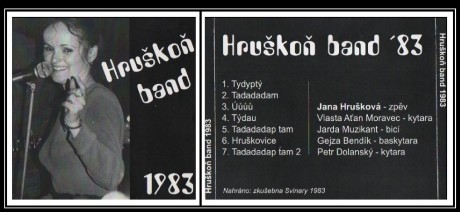 Hruškoň
band
1983
Hruškoň band 1983
Hruškoň band ´83
1. Tydyptý
2. Tadadadam
3. Úúúů
4. Týdau
5. Tadadadap tam
6. Hruškovice
7. Tadadadap tam 2
Jana Hrušková - zpěv
Vlasta Aťan Moravec - kytara
Jarda Muzikant - bicí
Gejza Bendík - baskytara
Petr Dolanský - kytara
Nahráno: zkušebna Svinary 1983
Hruškoň band 1983